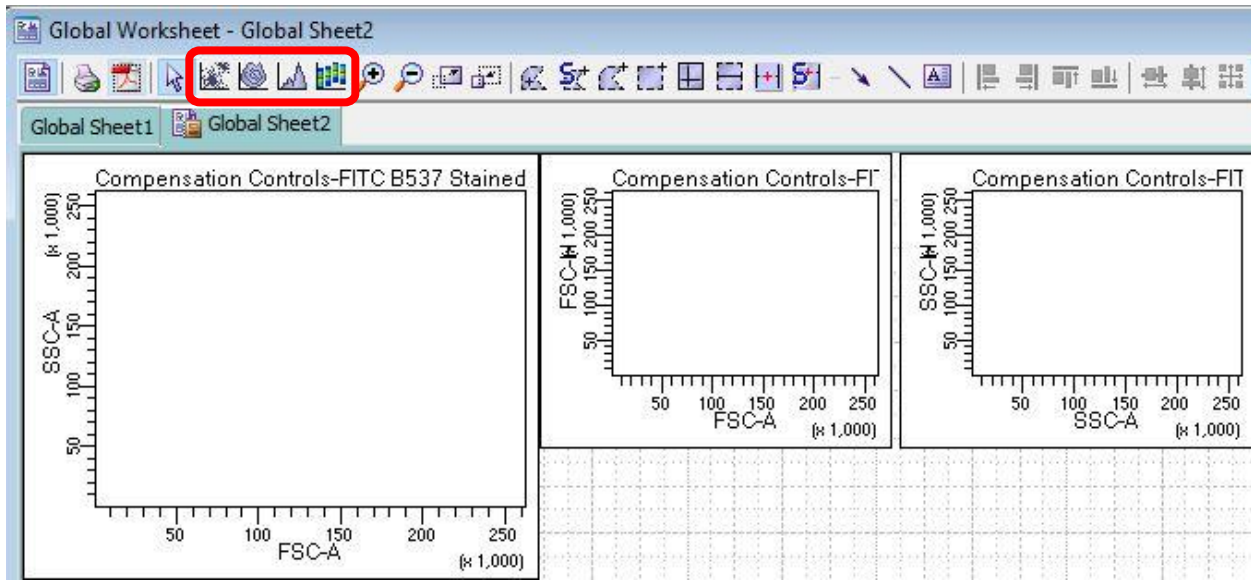 Global Worksheet - Global Sheet2
Global Sheet1
Global Sheet2
Compensation Controls-FITC B537 Stained
(x 1,000)
SSC-A
250
200
150
100
50
50 100 150 200 250
FSC-A
(x 1,000)
Compensation Controls-FI
(x 1,000)
FSC-
250
200
150
100
50
50 100 150 200 250
FSC-A
(x 1,000)
Compensation Controls-FIT
1,000)
SSC-
250
200
150
100
50
50 100 150 200 250
SSC-A
(x 1,000)